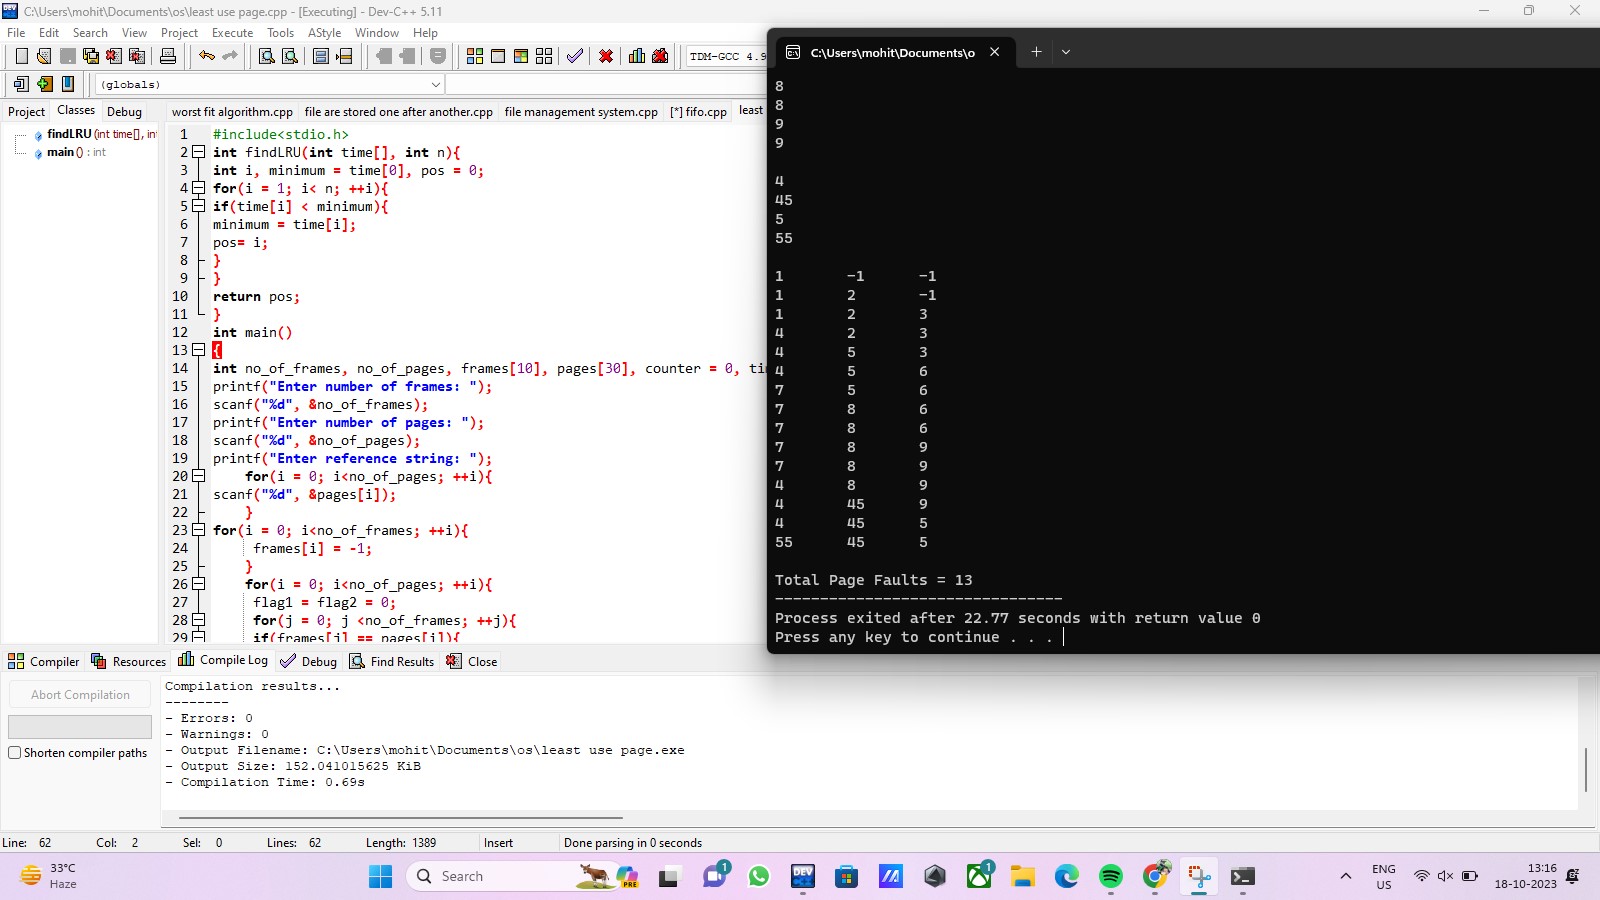 C:\Users\mohit\Documents\os\least use page.cpp - [Executing] - Dev-C++ 5.11
File Edit Search View Project Execute Tools AStyle Window Help
TDM-GCC 4.9
(globals)
Project Classes Debug
worst fit algorithm.cpp file are stored one after another.cpp file management system.cpp [*] fifo.cpp least
findLRU (int time[], in
main () : int
1 #include<stdio.h>
2 int findLRU(int time[], int n){
3 int i, minimum = time[0], pos = 0;
4 for(i = 1; i< n; ++i){
5 if(time[i] < minimum){
6 minimum = time[i];
7 pos= i;
8 }
9 }
10 return pos;
11 }
12 int main()
13 {
14 int no_of_frames, no_of_pages, frames[10], pages[30], counter = 0, ti
15 printf("Enter number of frames: ");
16 scanf("%d", &no_of_frames);
17 printf("Enter number of pages: ");
18 scanf("%d", &no_of_pages);
19 printf("Enter reference string: ");
20 for(i = 0; i<no_of_pages; ++i){
21 scanf("%d", &pages[i]);
22 }
23 for(i = 0; i<no_of_frames; ++i){
24 frames[i] = -1;
25 }
26 for(i = 0; i<no_of_pages; ++i){
27 flag1 = flag2 = 0;
28 for(j = 0; j <no_of_frames; ++j){
29 if(frames[j] == pages[i]){
C:\Users\mohit\Documents\o
8
8
9
9
4
45
5
55
1 -1 -1
1 2 -1
1 2 3
4 2 3
4 5 3
4 5 6
7 5 6
7 8 6
7 8 6
7 8 9
7 8 9
4 8 9
4 45 9
4 45 5
55 45 5
Total Page Faults = 13
--------------------------------
Process exited after 22.77 seconds with return value 0
Press any key to continue . . .
Compiler Resources Compile Log Debug Find Results Close
Abort Compilation
Shorten compiler paths
Compilation results...
--------
- Errors: 0
- Warnings: 0
- Output Filename: C:\Users\mohit\Documents\os\least use page.exe
- Output Size: 152.041015625 KiB
- Compilation Time: 0.69s
Line: 62 Col: 2 Sel: 0 Lines: 62 Length: 1389 Insert Done parsing in 0 seconds
33°C
Haze
Search
PRE
DEV
1
1
ENG
US
13:16
18-10-2023